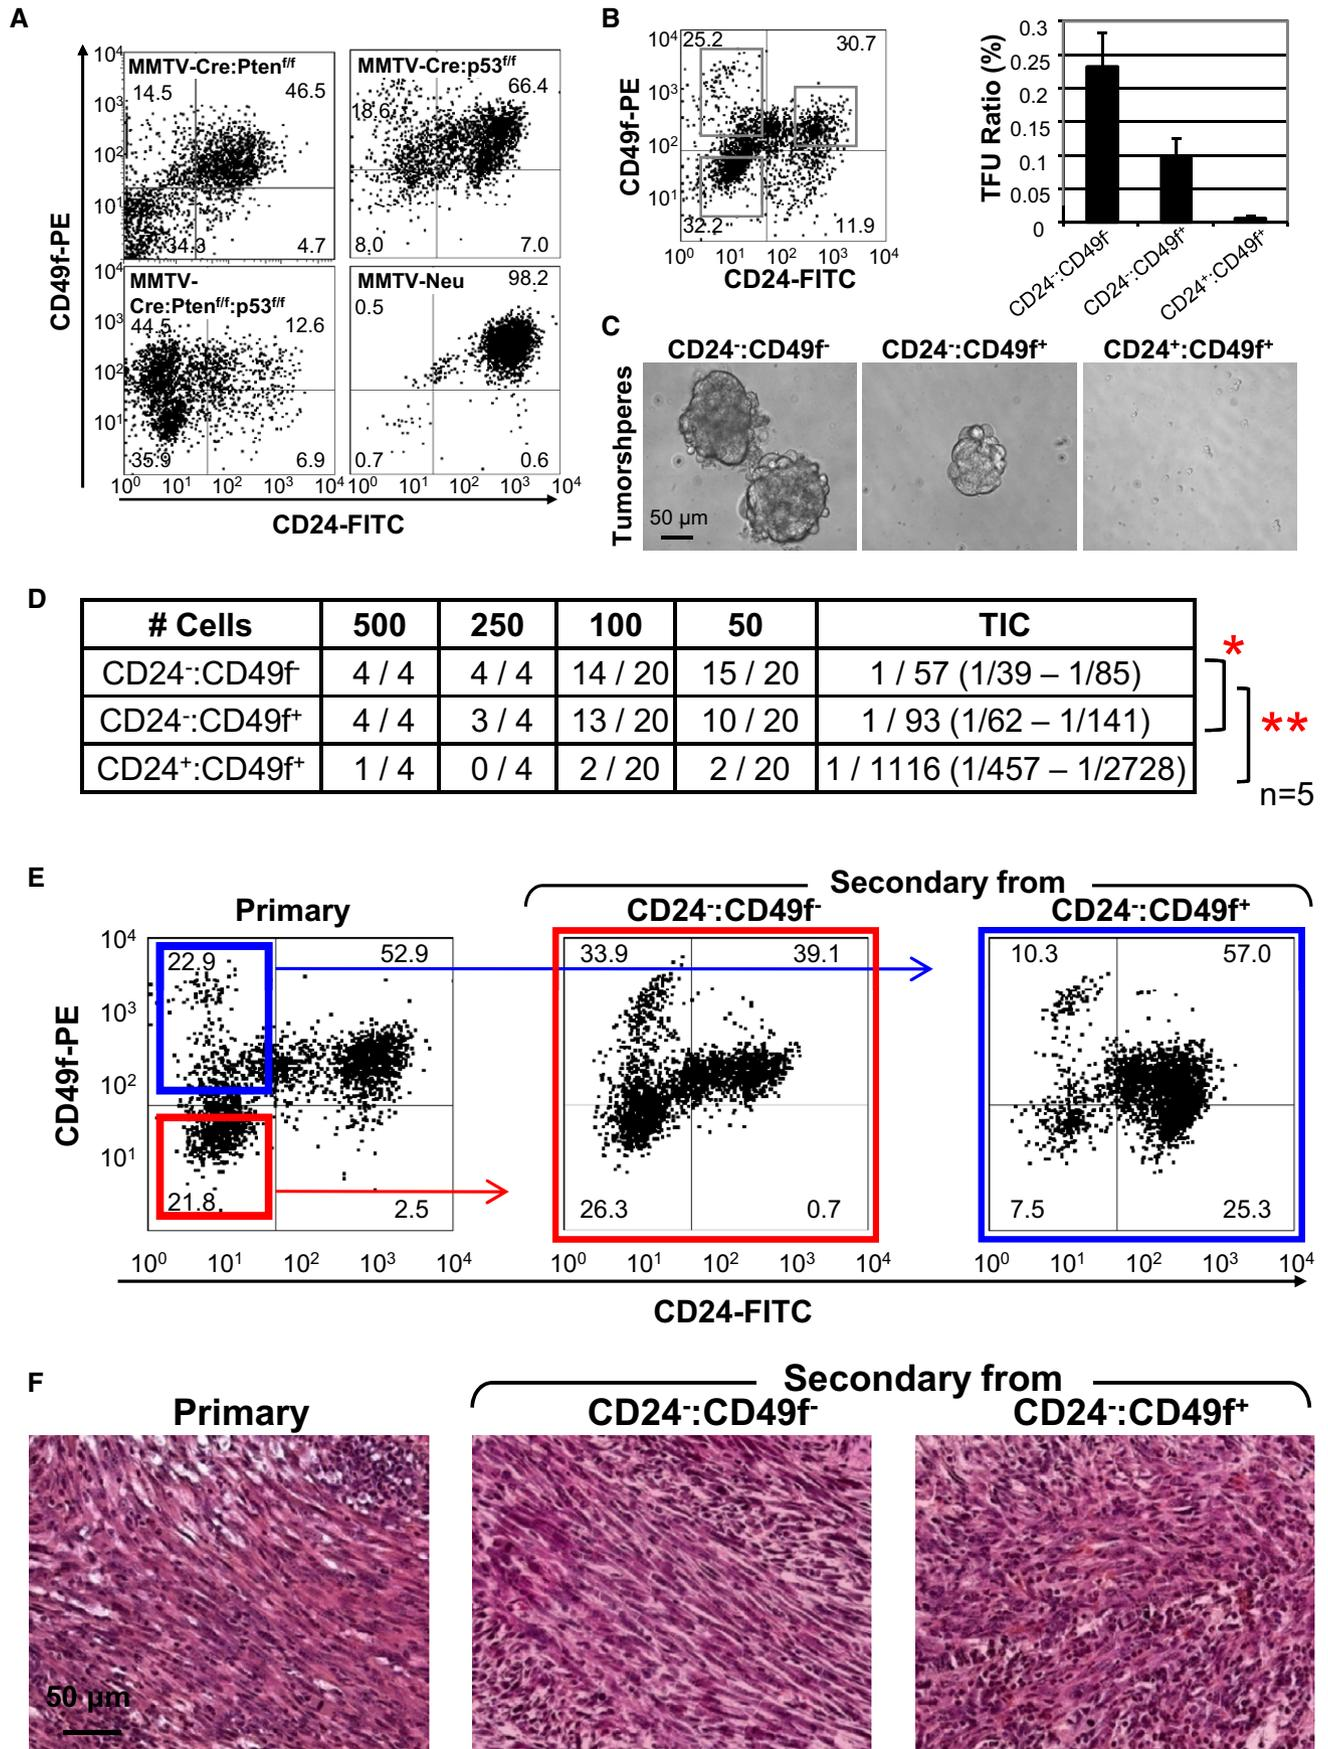 A
CD49f-PE
10⁴
10³
10²
10¹
MMTV-Cre:Ptenf/f
14.5
46.5
34.3
4.7
MMTV-Cre:p53f/f
66.4
18.6
8.0
7.0
10⁴
10³
10²
10¹
MMTV-
Cre:Ptenf/f:p53f/f
44.5
12.6
35.9
6.9
MMTV-Neu
98.2
0.5
0.7
0.6
10⁰ 10¹ 10² 10³ 10⁴
10⁰ 10¹ 10² 10³ 10⁴
CD24-FITC
B
CD49f-PE
10⁴
10³
10²
10¹
25.2
30.7
32.2
11.9
10⁰ 10¹ 10² 10³ 10⁴
CD24-FITC
TFU Ratio (%)
0.3
0.25
0.2
0.15
0.1
0.05
0
CD24⁻:CD49f⁻
CD24⁻:CD49f⁺
CD24⁺:CD49f⁺
C
CD24⁻:CD49f⁻ CD24⁻:CD49f⁺ CD24⁺:CD49f⁺
Tumorshperes
50 µm
D
# Cells 500 250 100 50 TIC
CD24⁻:CD49f⁻ 4 / 4 4 / 4 14 / 20 15 / 20 1 / 57 (1/39 – 1/85)
CD24⁻:CD49f⁺ 4 / 4 3 / 4 13 / 20 10 / 20 1 / 93 (1/62 – 1/141)
CD24⁺:CD49f⁺ 1 / 4 0 / 4 2 / 20 2 / 20 1 / 1116 (1/457 – 1/2728)
*
**
n=5
E
Secondary from
Primary CD24⁻:CD49f⁻ CD24⁻:CD49f⁺
CD49f-PE
10⁴
10³
10²
10¹
22.9
52.9
21.8
2.5
33.9
39.1
26.3
0.7
10.3
57.0
7.5
25.3
10⁰ 10¹ 10² 10³ 10⁴
10⁰ 10¹ 10² 10³ 10⁴
10⁰ 10¹ 10² 10³ 10⁴
CD24-FITC
F
Secondary from
Primary CD24⁻:CD49f⁻ CD24⁻:CD49f⁺
50 µm